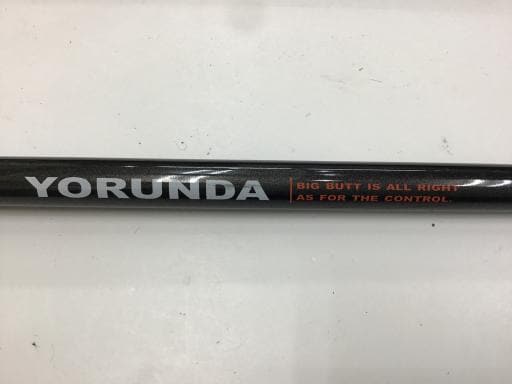 YORUNDA
BIG BUTT IS ALL RIGHT
AS FOR THE CONTROL.